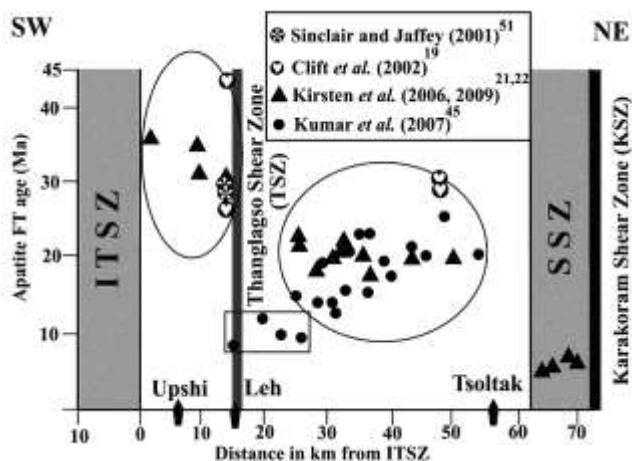 SW
NE
Sinclair and Jaffey (2001)51
Clift et al. (2002)19
Kirsten et al. (2006, 2009)21,22
Kumar et al. (2007)45
45
40
30
20
10
Apatite FT age (Ma)
ITSZ
Thanglagso Shear Zone
(TSZ)
SSZ
Karakoram Shear Zone (KSZ)
Upshi
Leh
Tsoltak
10 0 10 20 30 40 50 60 70
Distance in km from ITSZ